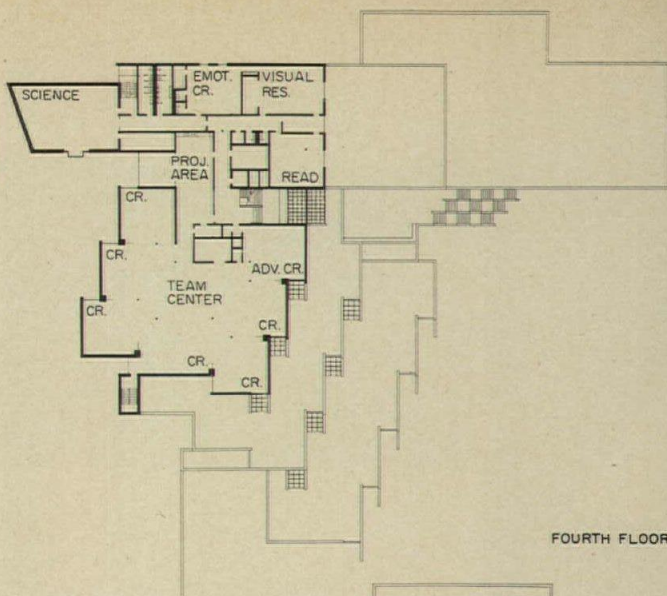 SCIENCE
EMOT.
CR.
VISUAL
RES.
PROJ.
AREA
READ
CR.
CR.
CR.
TEAM
CENTER
ADV. CR.
CR.
CR.
CR.
FOURTH FLOOR